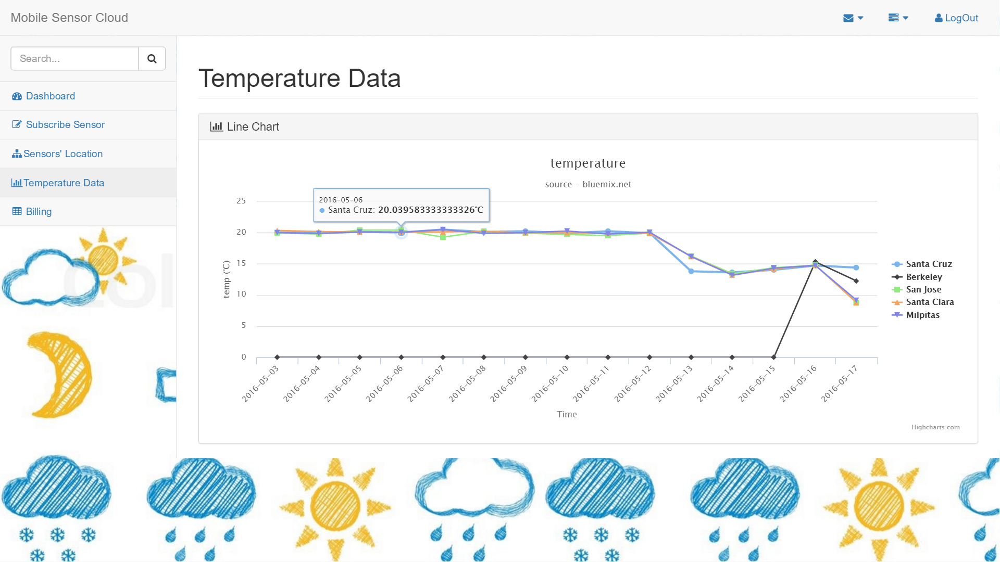 Mobile Sensor Cloud
LogOut
Search...
Dashboard
Subscribe Sensor
Sensors' Location
Temperature Data
Billing
Temperature Data
Line Chart
temperature
source - bluemix.net
2016-05-06
Santa Cruz: 20.039583333333326°C
25
20
15
10
5
0
temp (°C)
2016-05-03
2016-05-04
2016-05-05
2016-05-06
2016-05-07
2016-05-08
2016-05-09
2016-05-10
2016-05-11
2016-05-12
2016-05-13
2016-05-14
2016-05-15
2016-05-16
2016-05-17
Time
Santa Cruz
Berkeley
San Jose
Santa Clara
Milpitas
Highcharts.com